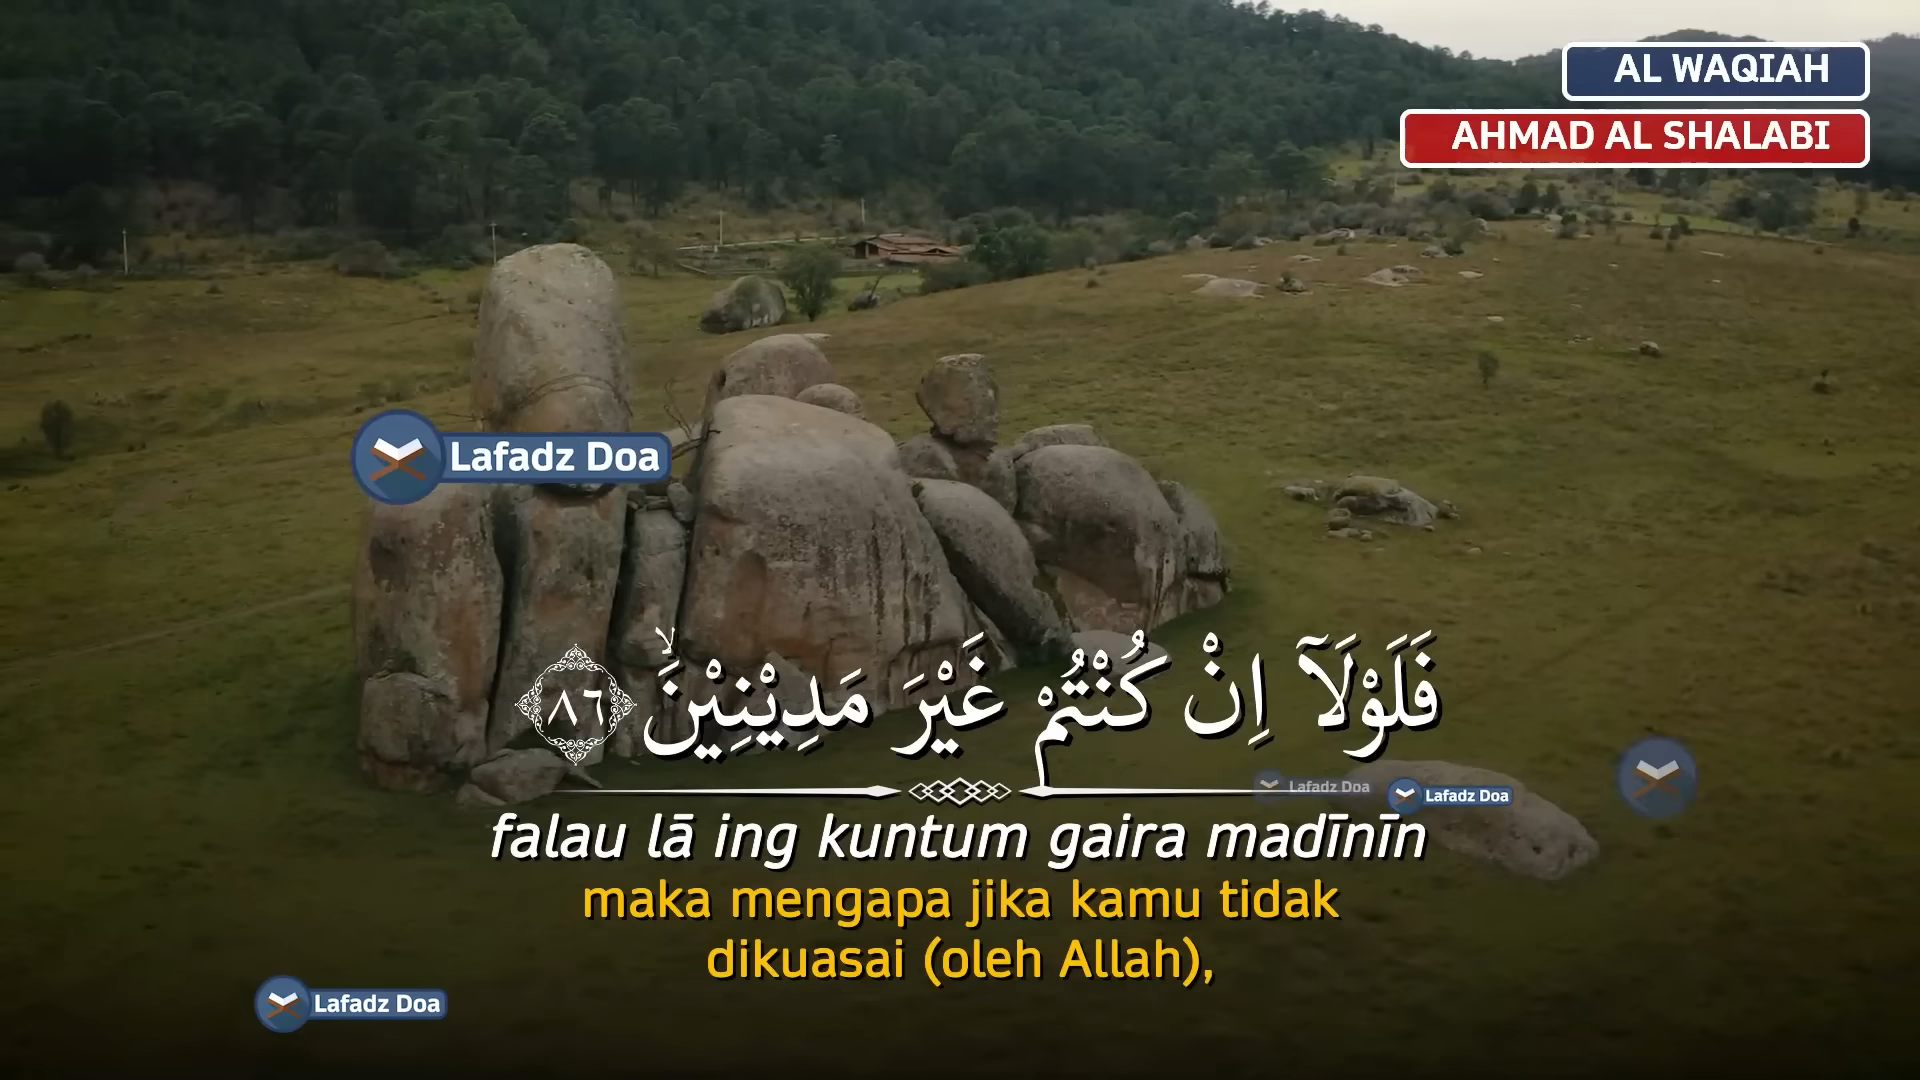 AL WAQIAH
AHMAD AL SHALABI
Lafadz Doa
فَلَوْلَآ اِنْ كُنْتُمْ غَيْرَ مَدِيْنِيْنَۙ ٨٦
Lafadz Doa
Lafadz Doa
falau lā ing kuntum gaira madīnīn
maka mengapa jika kamu tidak
dikuasai (oleh Allah),
Lafadz Doa